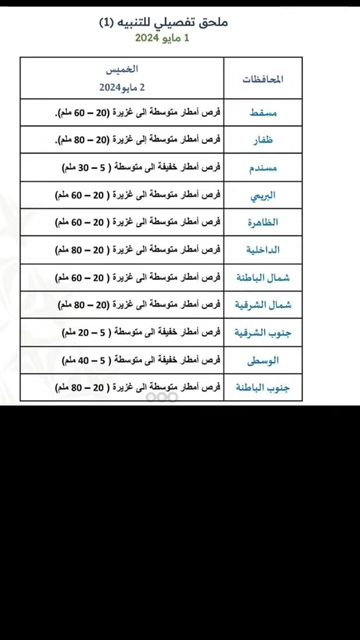 ملحق تفصيلي للتنبيه (1)
1 مايو 2024
المحافظات
الخميس
2 مايو2024
مسقط
فرص أمطار متوسطة الى غزيرة (20 – 60 ملم).
ظفار
فرص أمطار متوسطة إلى غزيرة (20 – 80 ملم).
مسندم
فرص أمطار خفيفة الى متوسطة ( 5 – 30 ملم)
البريمي
فرص أمطار متوسطة الى غزيرة ( 20 – 60 ملم)
الظاهرة
فرص أمطار متوسطة الى غزيرة ( 20 – 60 ملم)
الداخلية
فرص أمطار متوسطة الى غزيرة ( 20 – 80 ملم)
شمال الباطنة
فرص أمطار متوسطة الى غزيرة ( 20 – 60 ملم)
شمال الشرقية
فرص أمطار متوسطة الى غزيرة (20 – 80 ملم)
جنوب الشرقية
فرص أمطار خفيفة الى متوسطة ( 5 – 20 ملم)
الوسطى
فرص أمطار خفيفة الى متوسطة ( 5 – 40 ملم)
جنوب الباطنة
فرص أمطار متوسطة الى غزيرة ( 20 – 80 ملم)